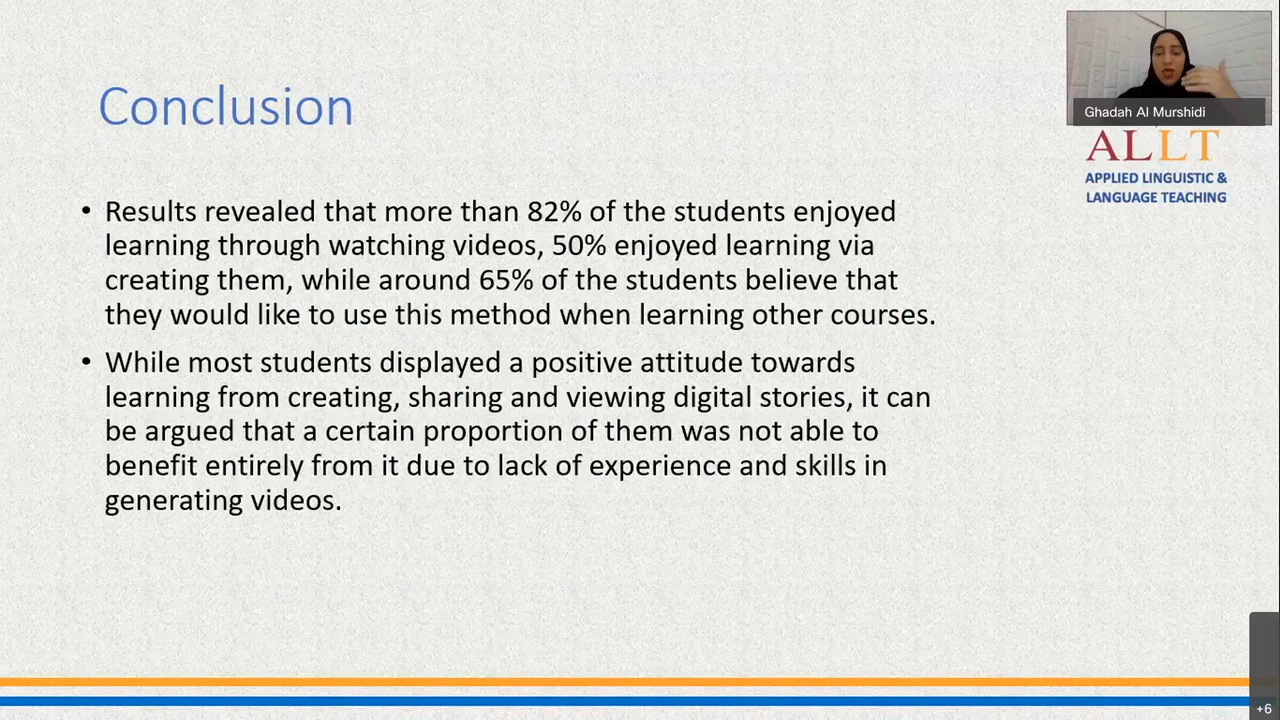 Conclusion
Ghadah Al Murshidi
ALLT
APPLIED LINGUISTIC &
LANGUAGE TEACHING
• Results revealed that more than 82% of the students enjoyed
learning through watching videos, 50% enjoyed learning via
creating them, while around 65% of the students believe that
they would like to use this method when learning other courses.
• While most students displayed a positive attitude towards
learning from creating, sharing and viewing digital stories, it can
be argued that a certain proportion of them was not able to
benefit entirely from it due to lack of experience and skills in
generating videos.
+6